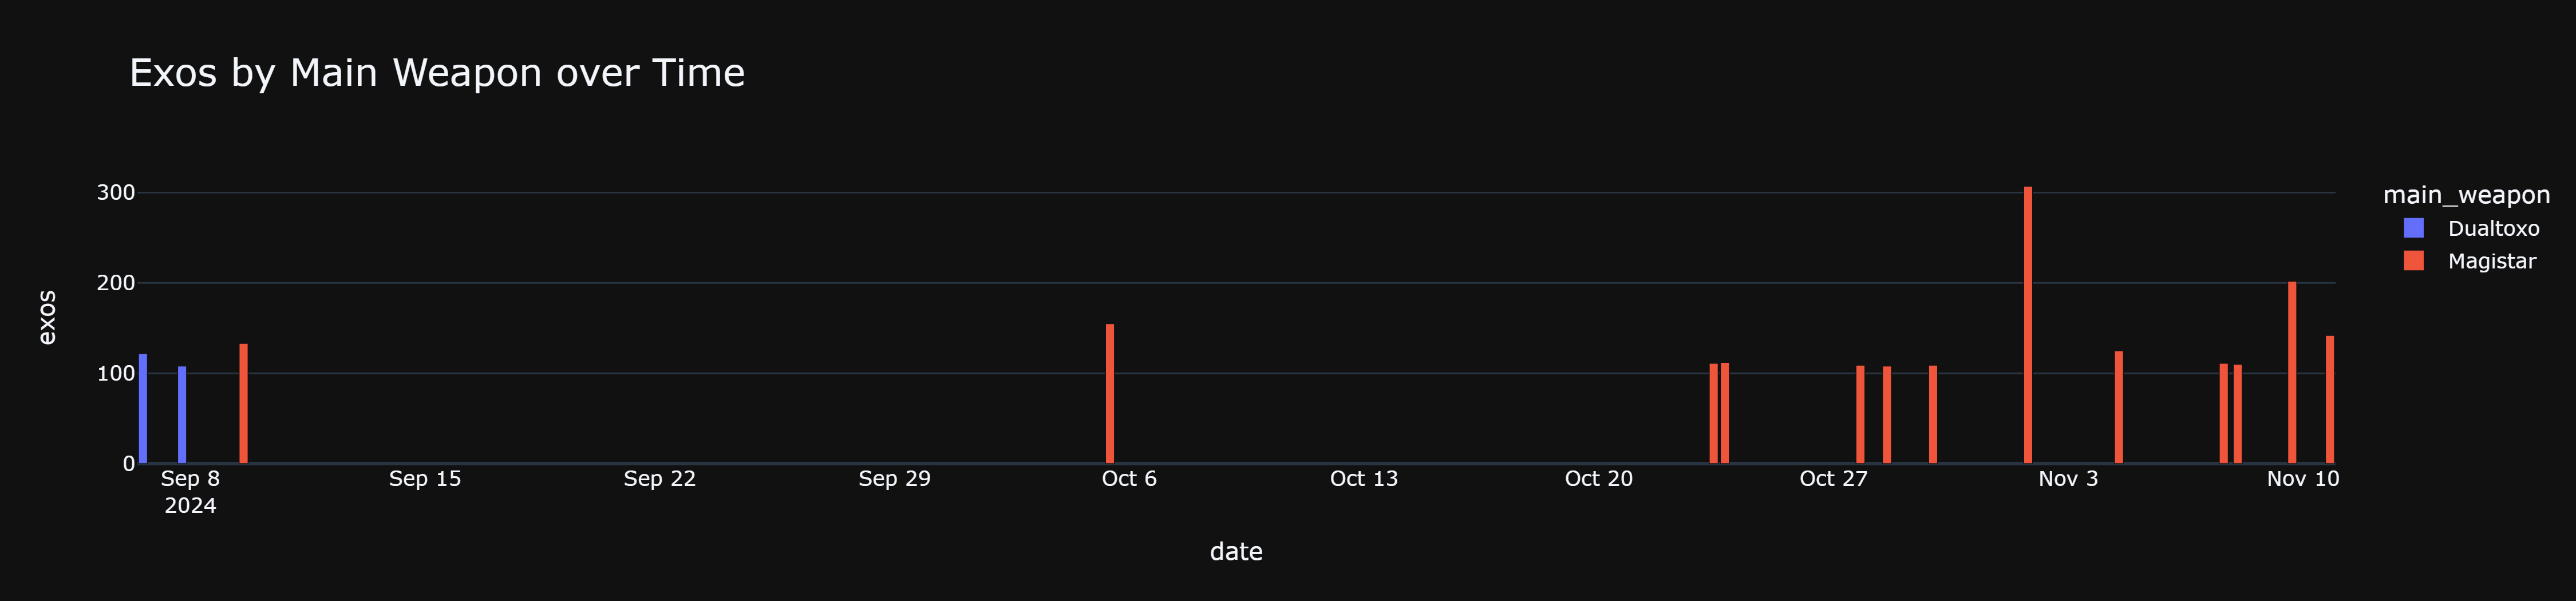 Exos by Main Weapon over Time
300
200
100
0
exos
Sep 8
2024
Sep 15
Sep 22
Sep 29
Oct 6
Oct 13
Oct 20
Oct 27
Nov 3
Nov 10
date
main_weapon
Dualtoxo
Magistar